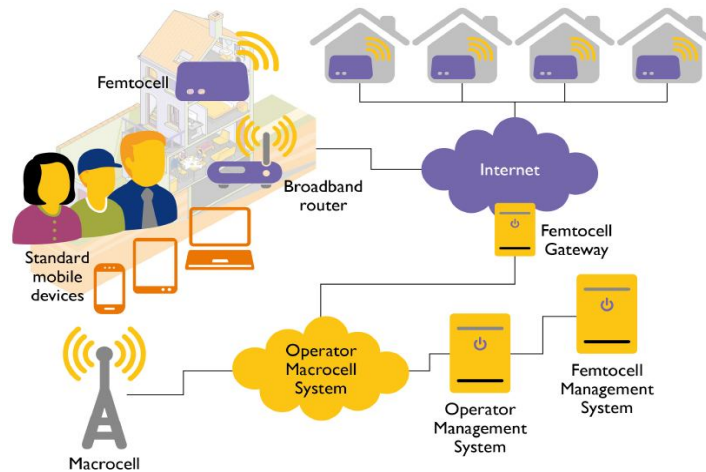 Femtocell
Broadband
router
Standard
mobile
devices
Internet
Femtocell
Gateway
Operator
Macrocell
System
Operator
Management
System
Femtocell
Management
System
Macrocell